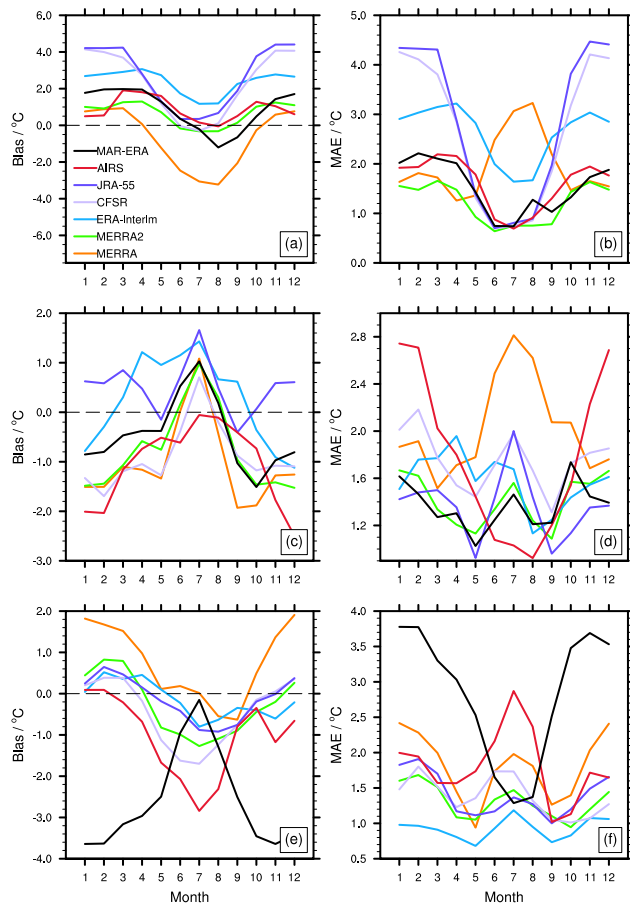 Bias / °C
6.0
4.0
2.0
0.0
-2.0
-4.0
-6.0
MAR-ERA
AIRS
JRA-55
CFSR
ERA-Interim
MERRA2
MERRA
(a)
1 2 3 4 5 6 7 8 9 10 11 12
MAE / °C
5.0
4.0
3.0
2.0
1.0
0.0
(b)
1 2 3 4 5 6 7 8 9 10 11 12
Bias / °C
2.0
1.0
0.0
-1.0
-2.0
-3.0
(c)
1 2 3 4 5 6 7 8 9 10 11 12
MAE / °C
2.8
2.4
2.0
1.6
1.2
(d)
1 2 3 4 5 6 7 8 9 10 11 12
Bias / °C
2.0
1.0
0.0
-1.0
-2.0
-3.0
-4.0
(e)
1 2 3 4 5 6 7 8 9 10 11 12
Month
MAE / °C
4.0
3.5
3.0
2.5
2.0
1.5
1.0
0.5
(f)
1 2 3 4 5 6 7 8 9 10 11 12
Month